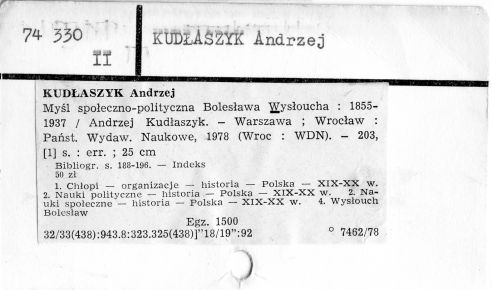 74 330
II
KUDŁASZYK Andrzej
KUDŁASZYK Andrzej
Myśl społeczno-polityczna Bolesława Wysłoucha : 1855-
1937 / Andrzej Kudłaszyk. — Warszawa ; Wrocław :
Państ. Wydaw. Naukowe, 1978 (Wroc : WDN). — 203,
[1] s. : err. ; 25 cm
Bibliogr. s. 188-196. — Indeks
50 zł
1. Chłopi — organizacje — historia — Polska — XIX-XX w.
2. Nauki polityczne — historia — Polska — XIX-XX w. 2. Na-
uki społeczne — historia — Polska — XIX-XX w. 4. Wysłouch
Bolesław
Egz. 1500
32/33(438):943.8:323.325(438)]"18/19":92 ° 7462/78